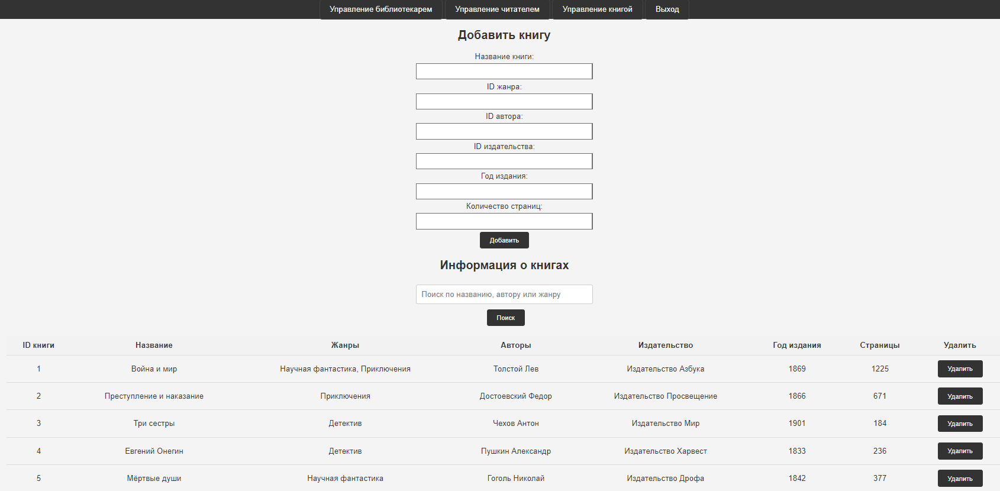 Управление библиотекарем Управление читателем Управление книгой Выход
Добавить книгу
Название книги:
ID жанра:
ID автора:
ID издательства:
Год издания:
Количество страниц:
Добавить
Информация о книгах
Поиск по названию, автору или жанру
Поиск
ID книги Название Жанры Авторы Издательство Год издания Страницы Удалить
1 Война и мир Научная фантастика, Приключения Толстой Лев Издательство Азбука 1869 1225 Удалить
2 Преступление и наказание Приключения Достоевский Федор Издательство Просвещение 1866 671 Удалить
3 Три сестры Детектив Чехов Антон Издательство Мир 1901 184 Удалить
4 Евгений Онегин Детектив Пушкин Александр Издательство Харвест 1833 236 Удалить
5 Мёртвые души Научная фантастика Гоголь Николай Издательство Дрофа 1842 377 Удалить